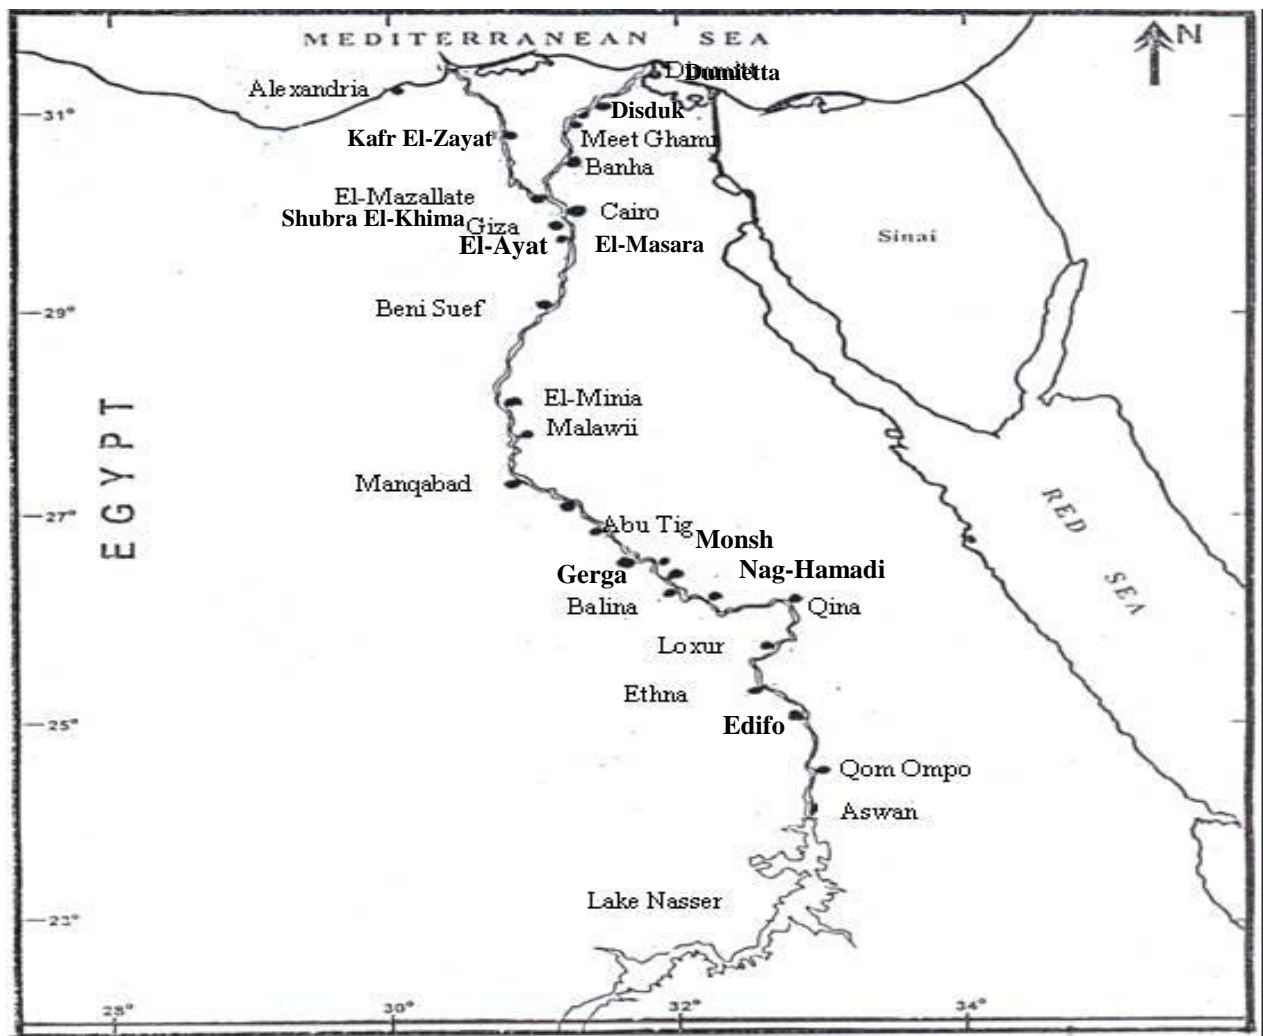 MEDITERRANEAN SEA
N
Dumietta
Alexandria
31°
Disduk
Kafr El-Zayat
Meet Ghamr
Banha
El-Mazallate
Cairo
Shubra El-Khima
Giza
El-Ayat
El-Masara
Sinai
Beni Suef
29°
El-Minia
Malawii
EGYPT
Manqabad
RED SEA
27°
Abu Tig
Monsh
Gerga
Nag-Hamadi
Balina
Qina
Loxur
Ethna
25°
Edifo
Qom Ompo
Aswan
Lake Nasser
23°
28°
30°
32°
34°